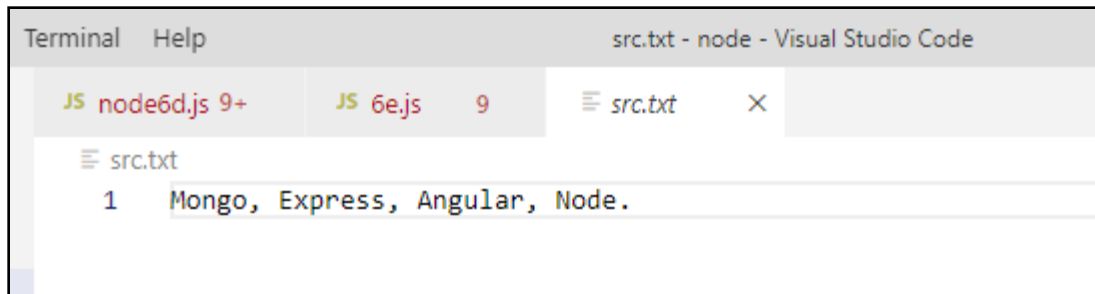 Terminal Help src.txt - node - Visual Studio Code
JS node6d.js 9+ JS 6e.js 9 src.txt ×
src.txt
1 Mongo, Express, Angular, Node.